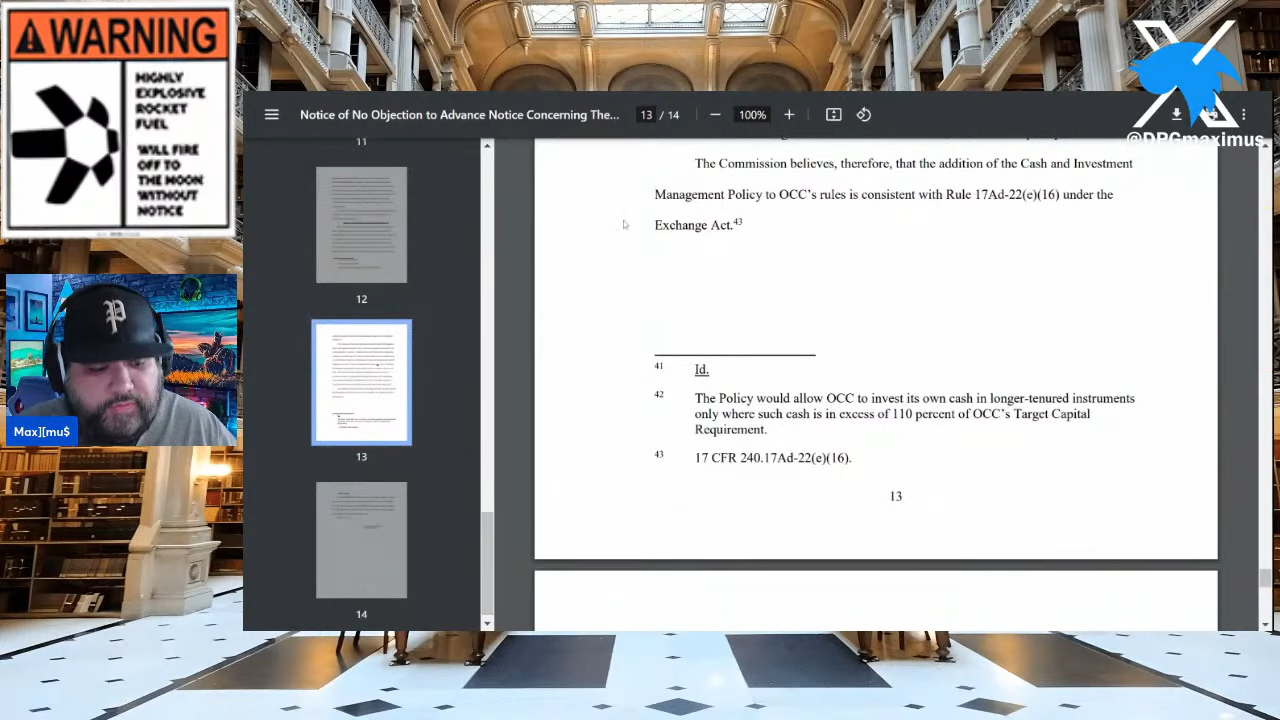 WARNING
HIGHLY
EXPLOSIVE
ROCKET
FUEL
WILL FIRE
OFF TO
THE MOON
WITHOUT
NOTICE
@DRGmaximus
Notice of No Objection to Advance Notice Concerning The...
13 / 14
100%
11
12
13
14
The Commission believes, therefore, that the addition of the Cash and Investment
Management Policy to OCC's rules is consistent with Rule 17Ad-22(e)(16) under the
Exchange Act.43
41 Id.
42 The Policy would allow OCC to invest its own cash in longer-tenured instruments
only where such cash is in excess of 110 percent of OCC's Target Capital
Requirement.
43 17 CFR 240.17Ad-22(e)(16).
13
P
Max][mu$